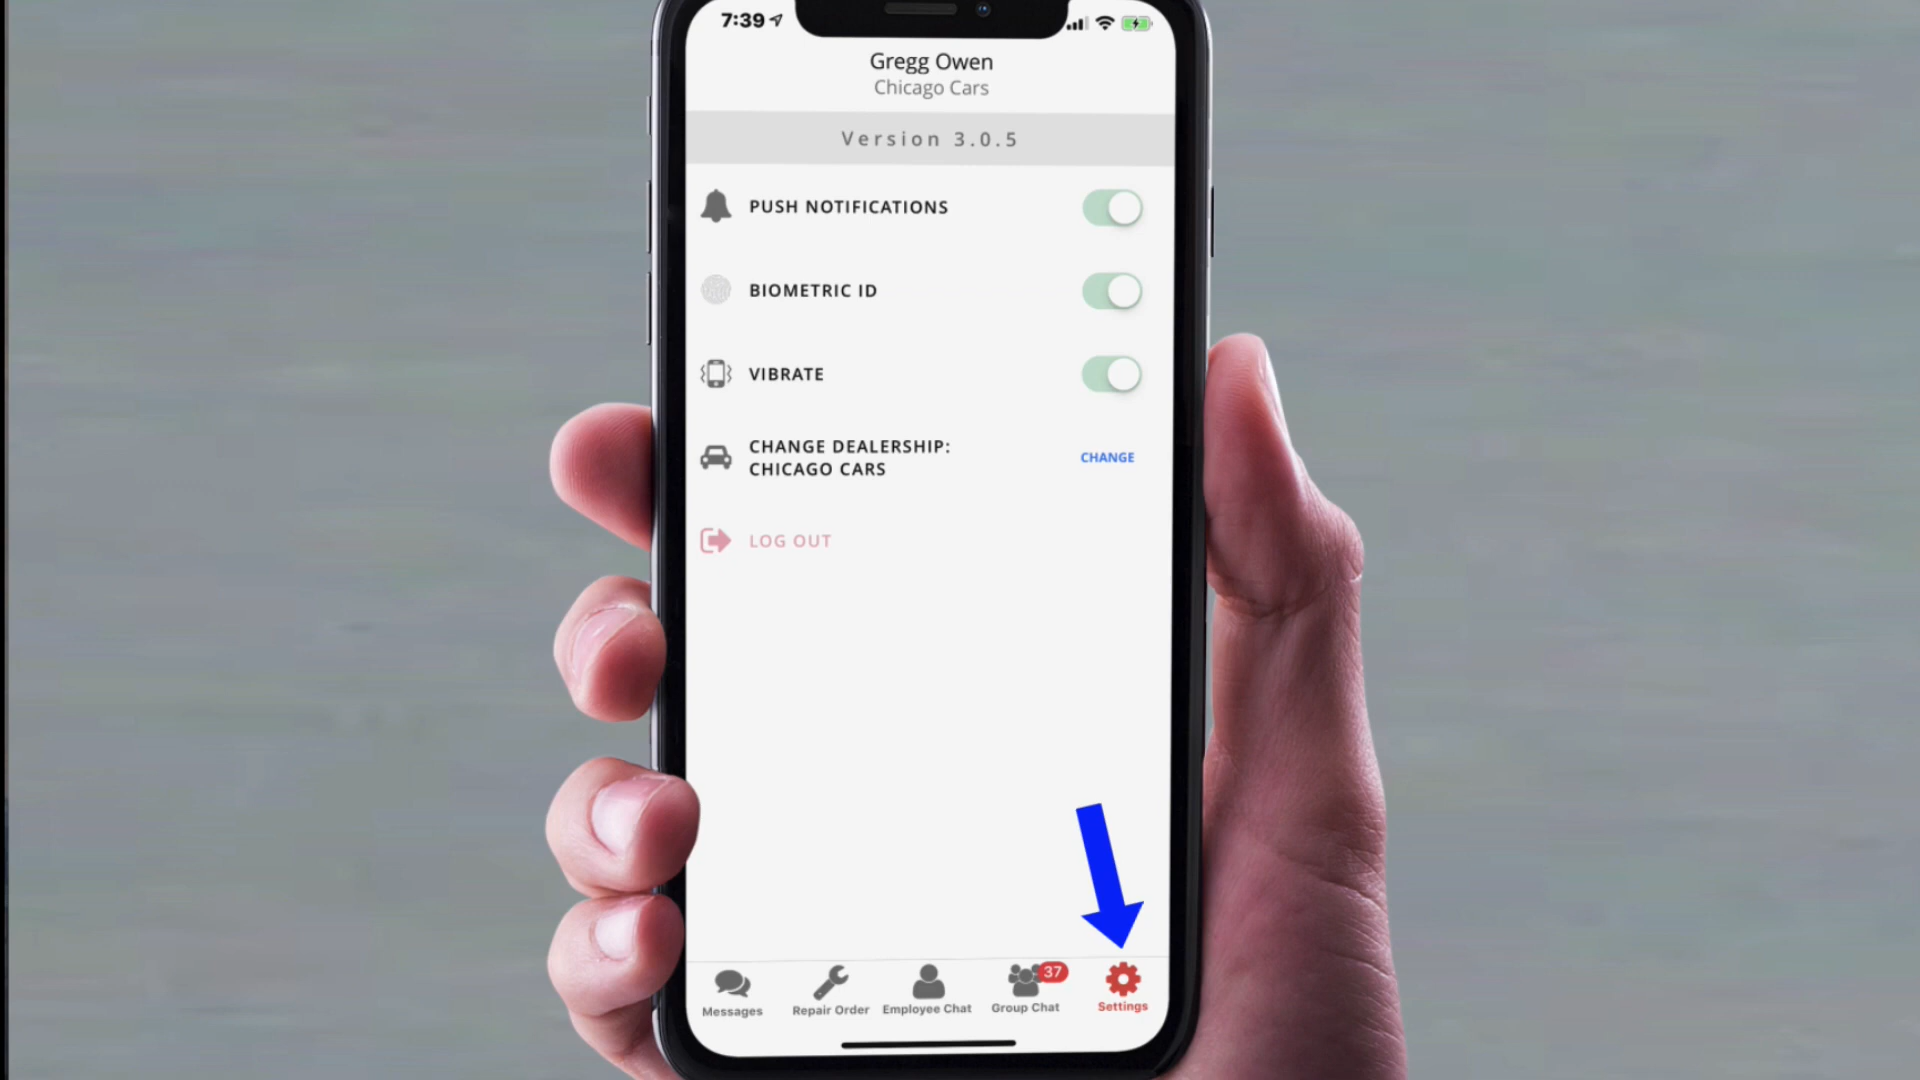 7:39
Gregg Owen
Chicago Cars
Version 3.0.5
PUSH NOTIFICATIONS
BIOMETRIC ID
VIBRATE
CHANGE DEALERSHIP:
CHICAGO CARS
CHANGE
LOG OUT
37
Messages
Repair Order
Employee Chat
Group Chat
Settings